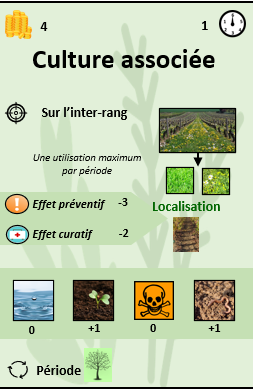 4
1
Culture associée
Sur l'inter-rang
Une utilisation maximum
par période
Effet préventif -3
Localisation
Effet curatif -2
0 +1 0 +1
Période